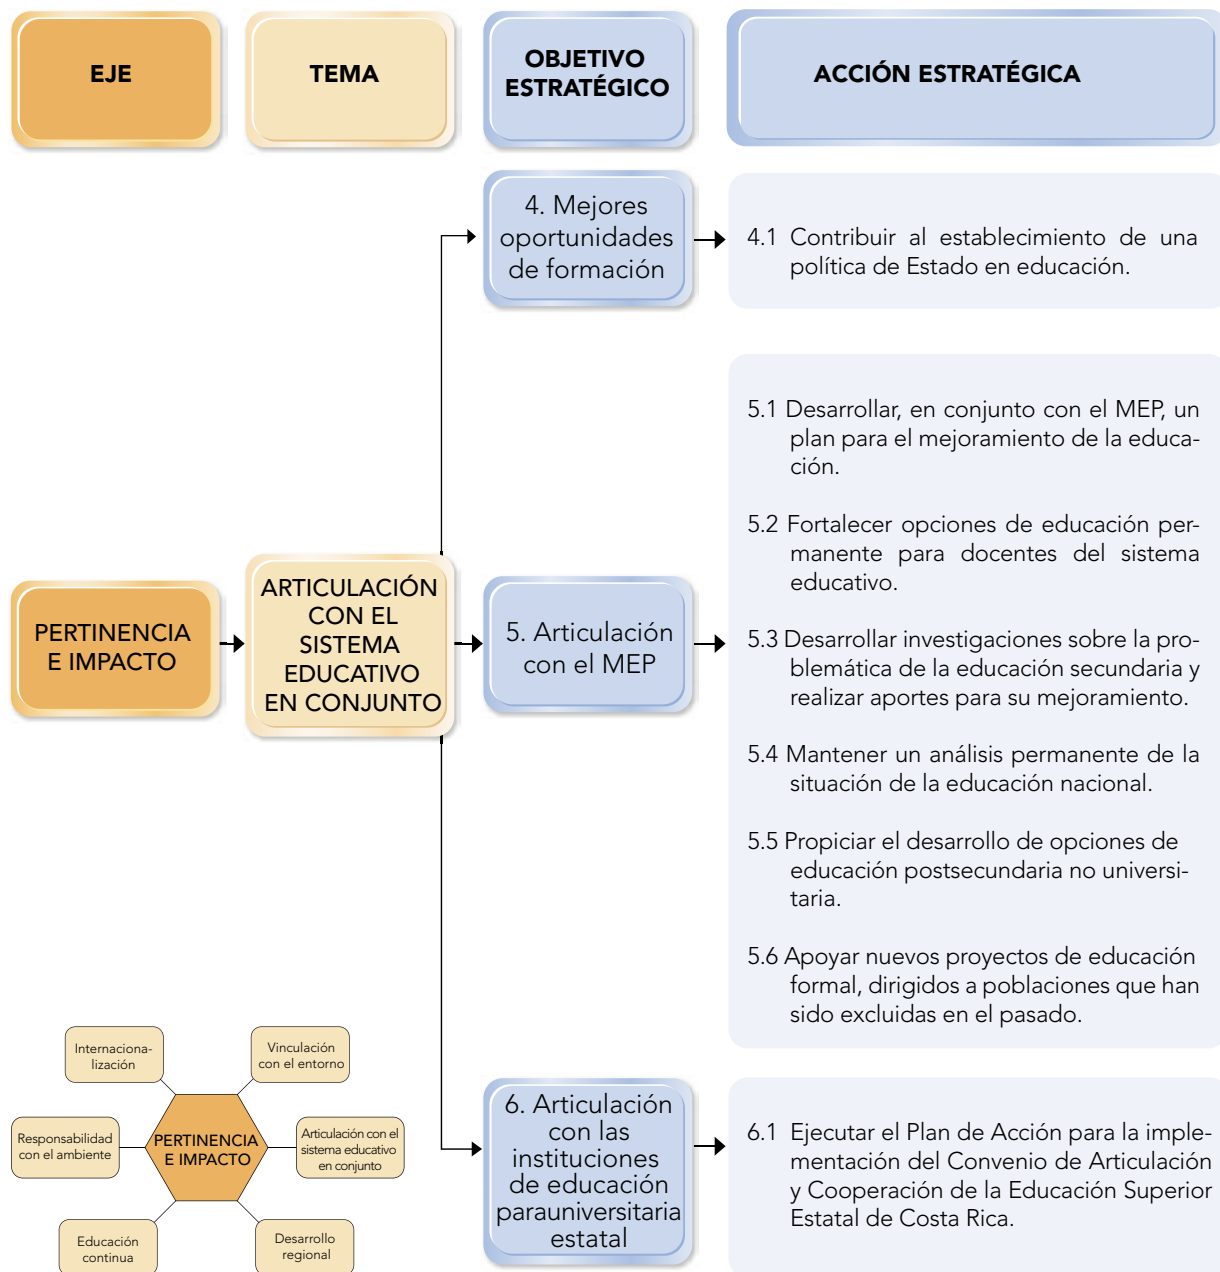 EJE
TEMA
OBJETIVO
ESTRATÉGICO
ACCIÓN ESTRATÉGICA
4. Mejores
oportunidades
de formación
4.1 Contribuir al establecimiento de una
política de Estado en educación.
PERTINENCIA
E IMPACTO
ARTICULACIÓN
CON EL
SISTEMA
EDUCATIVO
EN CONJUNTO
5. Articulación
con el MEP
5.1 Desarrollar, en conjunto con el MEP, un
plan para el mejoramiento de la educa-
ción.
5.2 Fortalecer opciones de educación per-
manente para docentes del sistema
educativo.
5.3 Desarrollar investigaciones sobre la pro-
blemática de la educación secundaria y
realizar aportes para su mejoramiento.
5.4 Mantener un análisis permanente de la
situación de la educación nacional.
5.5 Propiciar el desarrollo de opciones de
educación postsecundaria no universi-
taria.
5.6 Apoyar nuevos proyectos de educación
formal, dirigidos a poblaciones que han
sido excluidas en el pasado.
6. Articulación
con las
instituciones
de educación
parauniversitaria
estatal
6.1 Ejecutar el Plan de Acción para la imple-
mentación del Convenio de Articulación
y Cooperación de la Educación Superior
Estatal de Costa Rica.
Internaciona-
lización
Vinculación
con el entorno
Responsabilidad
con el ambiente
PERTINENCIA
E IMPACTO
Articulación con el
sistema educativo
en conjunto
Educación
continua
Desarrollo
regional